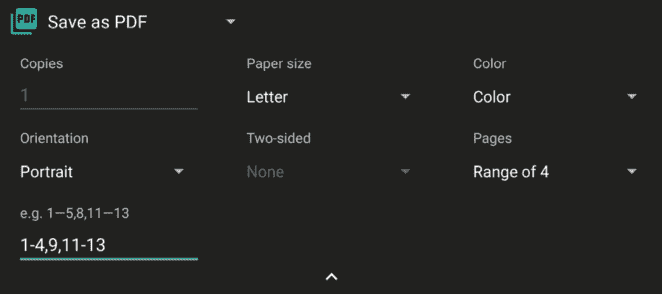 PDF
Save as PDF
Copies
Paper size
Color
1
Letter
Color
Orientation
Two-sided
Pages
Portrait
None
Range of 4
e.g. 1—5,8,11—13
1-4,9,11-13